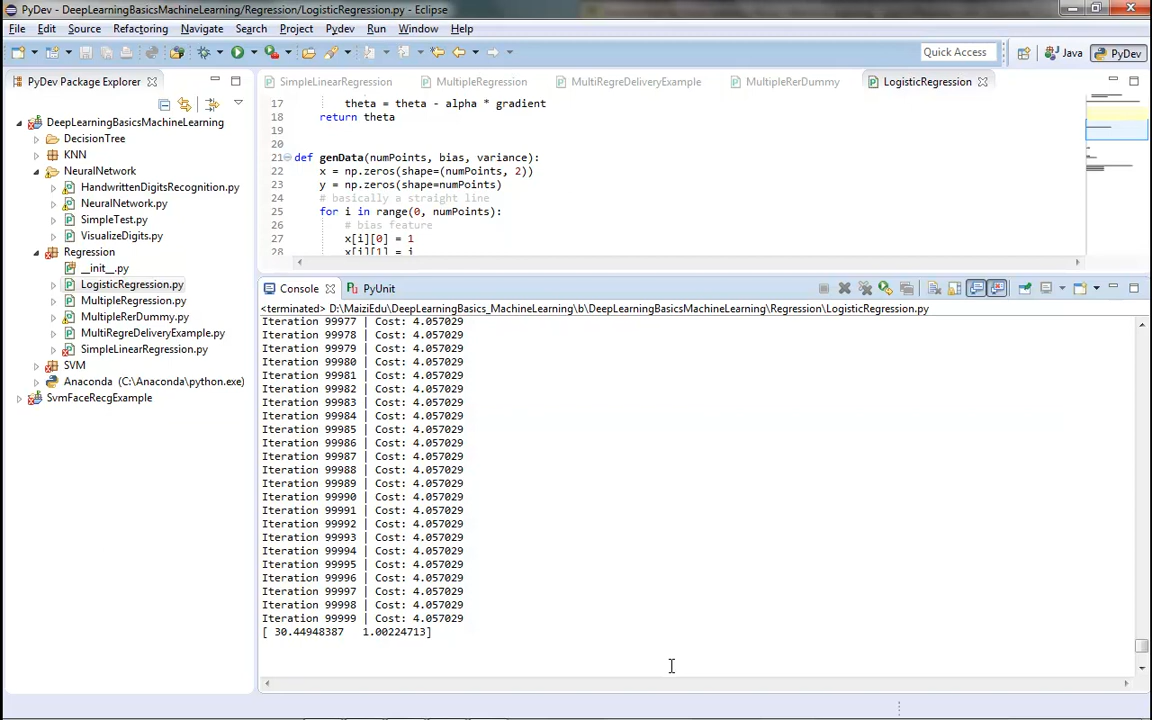 PyDev - DeepLearningBasicsMachineLearning/Regression/LogisticRegression.py - Eclipse
File Edit Source Refactoring Navigate Search Project Pydev Run Window Help
Quick Access
Java
PyDev
PyDev Package Explorer
DeepLearningBasicsMachineLearning
DecisionTree
KNN
NeuralNetwork
HandwrittenDigitsRecognition.py
NeuralNetwork.py
SimpleTest.py
VisualizeDigits.py
Regression
__init__.py
LogisticRegression.py
MultipleRegression.py
MultipleRerDummy.py
MultiRegreDeliveryExample.py
SimpleLinearRegression.py
SVM
Anaconda (C:\Anaconda\python.exe)
SvmFaceRecgExample
SimpleLinearRegression
MultipleRegression
MultiRegreDeliveryExample
MultipleRerDummy
LogisticRegression
17 theta = theta - alpha * gradient
18 return theta
19
20
21 def genData(numPoints, bias, variance):
22 x = np.zeros(shape=(numPoints, 2))
23 y = np.zeros(shape=numPoints)
24 # basically a straight line
25 for i in range(0, numPoints):
26 # bias feature
27 x[i][0] = 1
28 x[i][1] = i
Console
PyUnit
<terminated> D:\MaiziEdu\DeepLearningBasics_MachineLearning\b\DeepLearningBasicsMachineLearning\Regression\LogisticRegression.py
Iteration 99977 | Cost: 4.057029
Iteration 99978 | Cost: 4.057029
Iteration 99979 | Cost: 4.057029
Iteration 99980 | Cost: 4.057029
Iteration 99981 | Cost: 4.057029
Iteration 99982 | Cost: 4.057029
Iteration 99983 | Cost: 4.057029
Iteration 99984 | Cost: 4.057029
Iteration 99985 | Cost: 4.057029
Iteration 99986 | Cost: 4.057029
Iteration 99987 | Cost: 4.057029
Iteration 99988 | Cost: 4.057029
Iteration 99989 | Cost: 4.057029
Iteration 99990 | Cost: 4.057029
Iteration 99991 | Cost: 4.057029
Iteration 99992 | Cost: 4.057029
Iteration 99993 | Cost: 4.057029
Iteration 99994 | Cost: 4.057029
Iteration 99995 | Cost: 4.057029
Iteration 99996 | Cost: 4.057029
Iteration 99997 | Cost: 4.057029
Iteration 99998 | Cost: 4.057029
Iteration 99999 | Cost: 4.057029
[ 30.44948387 1.00224713]